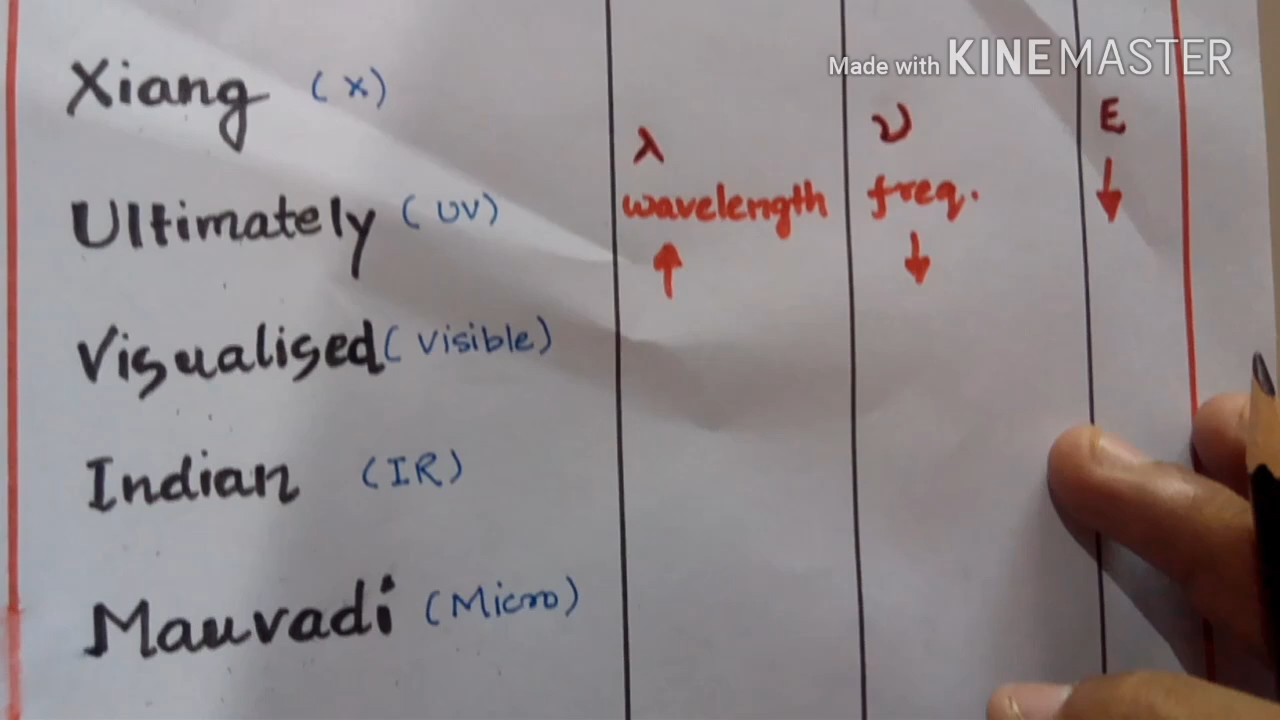 Made with KINEMASTER
Xiang (X)
λ
ν
E
↓
Ultimately (UV)
wavelength
↑
freq.
↓
Visualised (Visible)
Indian (IR)
Mauvadi (Micro)